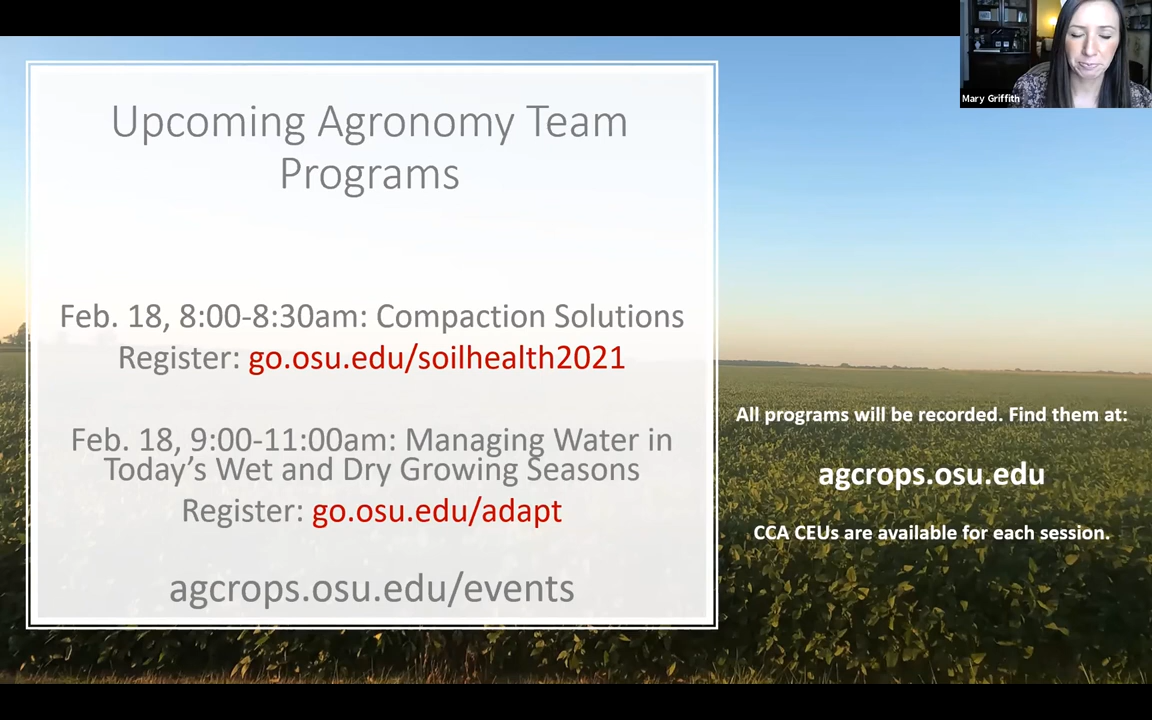 Mary Griffith
Upcoming Agronomy Team
Programs
Feb. 18, 8:00-8:30am: Compaction Solutions
Register: go.osu.edu/soilhealth2021
Feb. 18, 9:00-11:00am: Managing Water in
Today’s Wet and Dry Growing Seasons
Register: go.osu.edu/adapt
agcrops.osu.edu/events
All programs will be recorded. Find them at:
agcrops.osu.edu
CCA CEUs are available for each session.